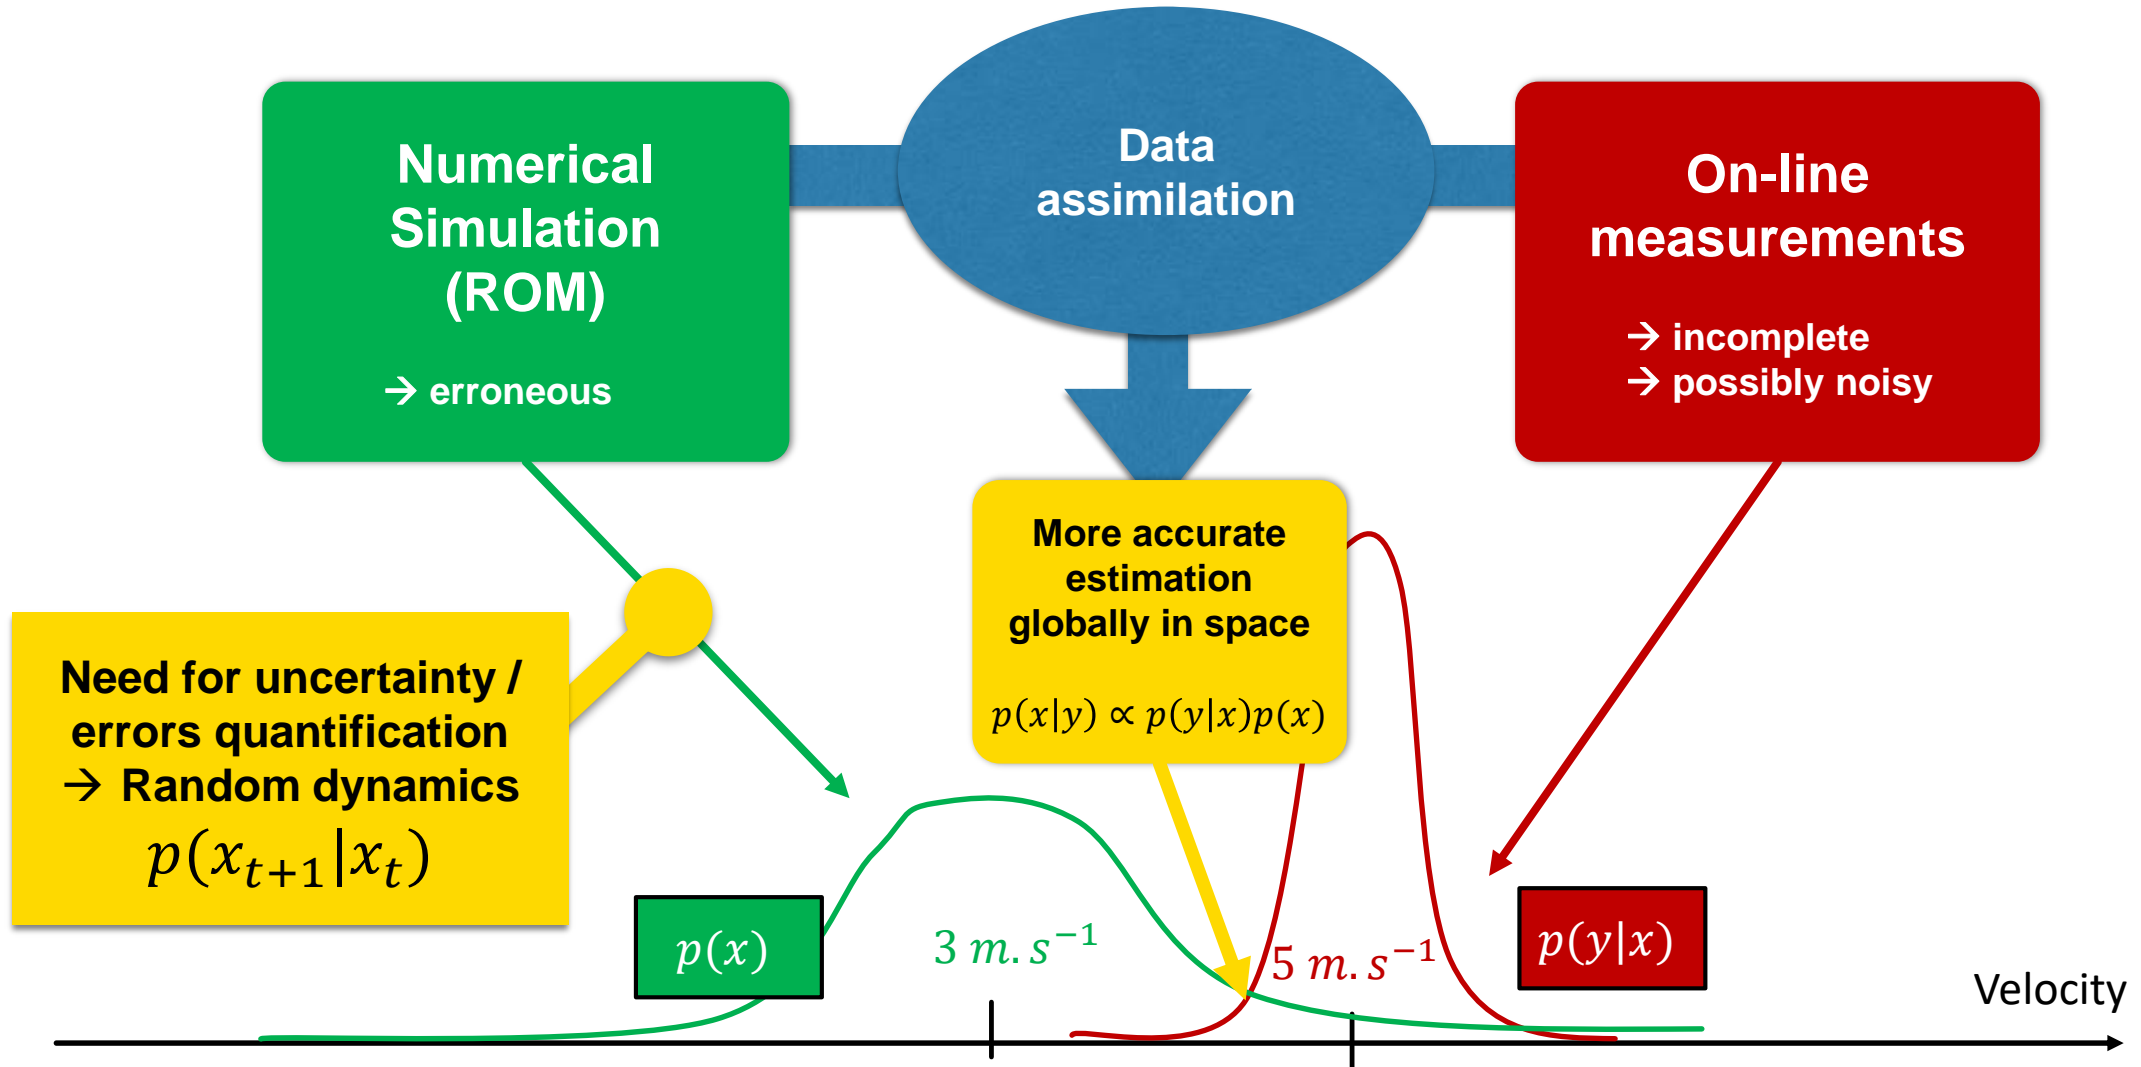 Numerical
Simulation
(ROM)
→ erroneous
Data
assimilation
On-line
measurements
→ incomplete
→ possibly noisy
More accurate
estimation
globally in space
p(x|y) ∝ p(y|x)p(x)
Need for uncertainty /
errors quantification
→ Random dynamics
p(x_{t+1}|x_t)
p(x)
3 m.s^{-1}
5 m.s^{-1}
p(y|x)
Velocity